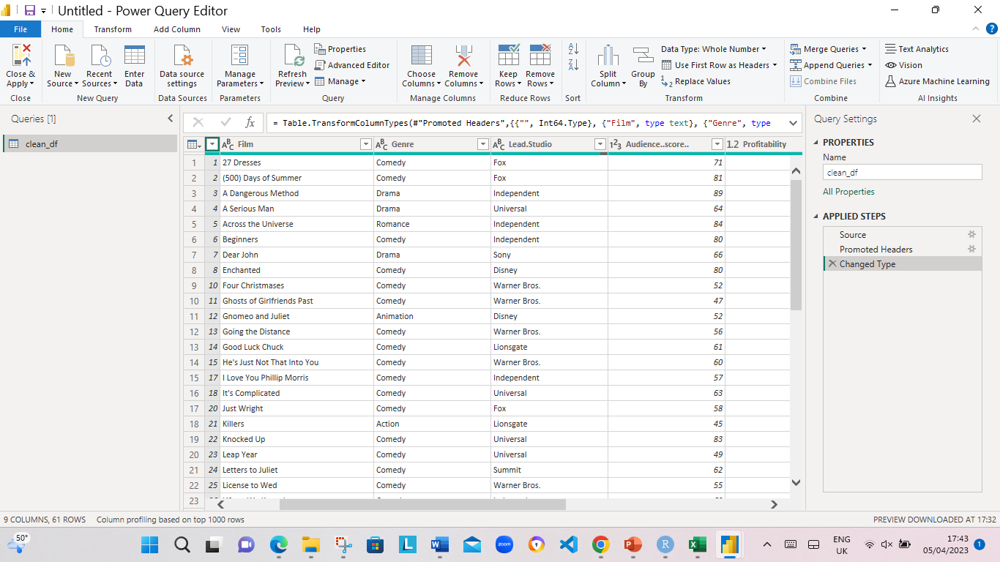 Untitled - Power Query Editor
File Home Transform Add Column View Tools Help
Close & Apply
New Source
Recent Sources
Enter Data
Data source settings
Manage Parameters
Refresh Preview
Properties
Advanced Editor
Manage
Choose Columns
Remove Columns
Keep Rows
Remove Rows
Split Column
Group By
Data Type: Whole Number
Use First Row as Headers
Replace Values
Merge Queries
Append Queries
Combine Files
Text Analytics
Vision
Azure Machine Learning
Close New Query Data Sources Parameters Query Manage Columns Reduce Rows Sort Transform Combine AI Insights
Queries [1]
clean_df
fx
= Table.TransformColumnTypes(#"Promoted Headers",{{"", Int64.Type}, {"Film", type text}, {"Genre", type
ABC Film ABC Genre ABC Lead.Studio 123 Audience..score.. 1.2 Profitability
1 1 27 Dresses Comedy Fox 71
2 2 (500) Days of Summer Comedy Fox 81
3 3 A Dangerous Method Drama Independent 89
4 4 A Serious Man Drama Universal 64
5 5 Across the Universe Romance Independent 84
6 6 Beginners Comedy Independent 80
7 7 Dear John Drama Sony 66
8 8 Enchanted Comedy Disney 80
9 10 Four Christmases Comedy Warner Bros. 52
10 11 Ghosts of Girlfriends Past Comedy Warner Bros. 47
11 12 Gnomeo and Juliet Animation Disney 52
12 13 Going the Distance Comedy Warner Bros. 56
13 14 Good Luck Chuck Comedy Lionsgate 61
14 15 He's Just Not That Into You Comedy Warner Bros. 60
15 17 I Love You Phillip Morris Comedy Independent 57
16 18 It's Complicated Comedy Universal 63
17 20 Just Wright Comedy Fox 58
18 21 Killers Action Lionsgate 45
19 22 Knocked Up Comedy Universal 83
20 23 Leap Year Comedy Universal 49
21 24 Letters to Juliet Comedy Summit 62
22 25 License to Wed Comedy Warner Bros. 55
23
Query Settings
PROPERTIES
Name
clean_df
All Properties
APPLIED STEPS
Source
Promoted Headers
Changed Type
9 COLUMNS, 61 ROWS Column profiling based on top 1000 rows PREVIEW DOWNLOADED AT 17:32
50°
zoom
ENG
UK
17:43
05/04/2023
1